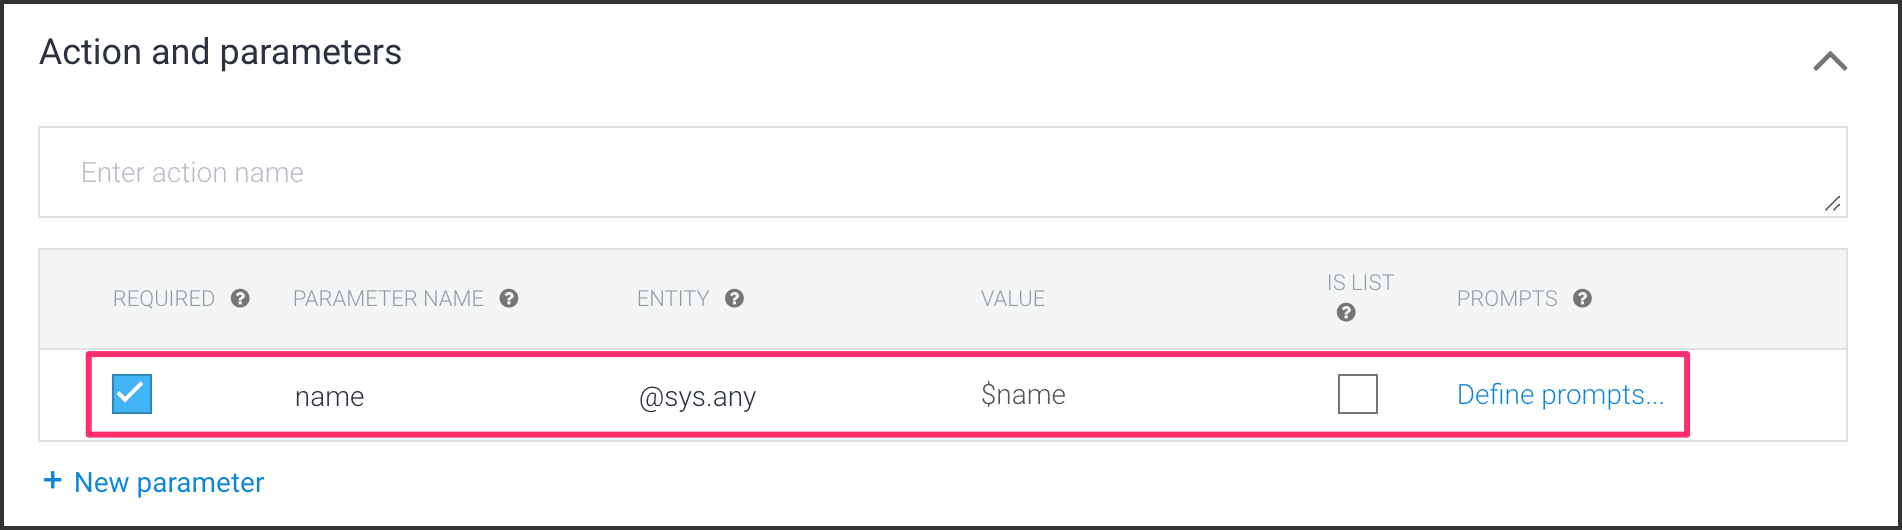 Action and parameters
Enter action name
REQUIRED ? PARAMETER NAME ? ENTITY ? VALUE IS LIST ? PROMPTS ?
name @sys.any $name Define prompts...
+ New parameter